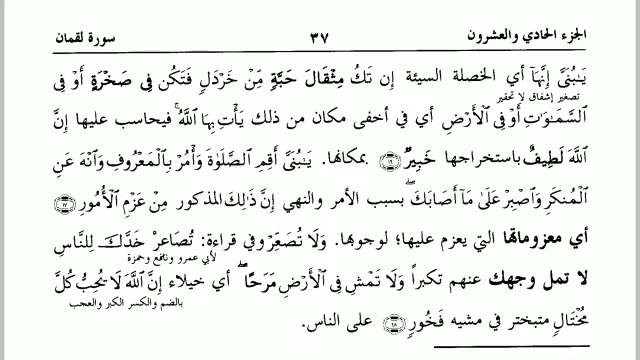 الجزء الحادي والعشرون ٣٧ سورة لقمان
يَـٰبُنَىَّ إِنَّهَآ أي الخصلة السيئة إِن تَكُ مِثْقَالَ حَبَّةٍ مِّنْ خَرْدَلٍ فَتَكُن فِى صَخْرَةٍ أَوْ فِى
تصغير إشفاق لا تحقير
ٱلسَّمَـٰوَٰتِ أَوْ فِى ٱلْأَرْضِ أي في أخفى مكان من ذلك يَأْتِ بِهَا ٱللَّهُ ۚ فيحاسب عليها إِنَّ
ٱللَّهَ لَطِيفٌ باستخراجها خَبِيرٌ ١٦ بمكانها. يَـٰبُنَىَّ أَقِمِ ٱلصَّلَوٰةَ وَأْمُرْ بِٱلْمَعْرُوفِ وَٱنْهَ عَنِ
ٱلْمُنكَرِ وَٱصْبِرْ عَلَىٰ مَآ أَصَابَكَ ۖ بسبب الأمر والنهي إِنَّ ذَٰلِكَ المذكور مِنْ عَزْمِ ٱلْأُمُورِ ١٧
أي معزوماتها التي يعزم عليها؛ لوجوبها. وَلَا تُصَعِّرْ وفي قراءة: تُصَاعِرْ خَدَّكَ لِلنَّاسِ
لأبي عمرو ونافع وحمزة
لا تمل وجهك عنهم تكبراً وَلَا تَمْشِ فِى ٱلْأَرْضِ مَرَحًا ۖ أي خيلاء إِنَّ ٱللَّهَ لَا يُحِبُّ كُلَّ
بالضم والكسر الكبر والعجب
مُخْتَالٍ متبختر في مشيه فَخُورٍ ١٨ على الناس.